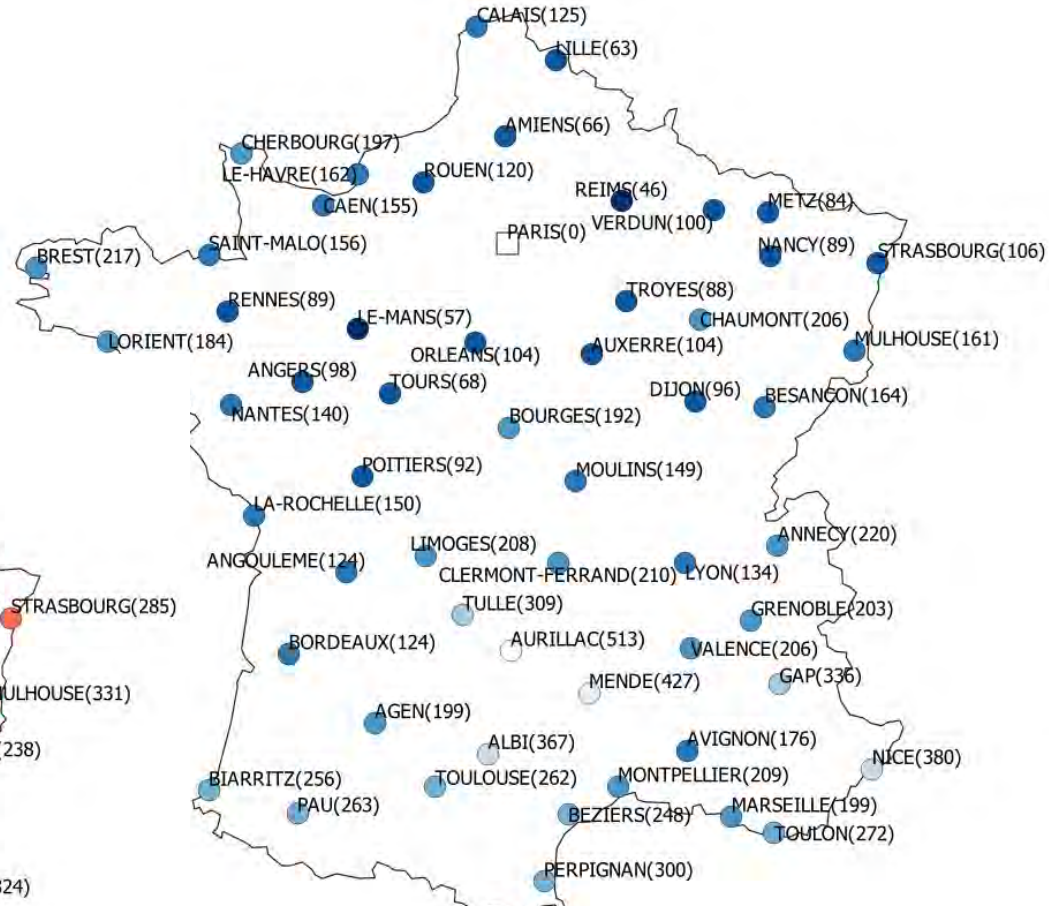 CALAIS(125)
LILLE(63)
AMIENS(66)
CHERBOURG(197)
LE-HAVRE(162)
ROUEN(120)
REIMS(46)
METZ(84)
CAEN(155)
VERDUN(100)
PARIS(0)
SAINT-MALO(156)
NANCY(89)
STRASBOURG(106)
BREST(217)
TROYES(88)
RENNES(89)
LE-MANS(57)
CHAUMONT(206)
LORIENT(184)
ORLEANS(104)
AUXERRE(104)
MULHOUSE(161)
ANGERS(98)
TOURS(68)
DIJON(96)
BESANCON(164)
NANTES(140)
BOURGES(192)
POITIERS(92)
MOULINS(149)
LA-ROCHELLE(150)
ANNECY(220)
LIMOGES(208)
ANGOULEME(124)
CLERMONT-FERRAND(210)
LYON(134)
STRASBOURG(285)
TULLE(309)
GRENOBLE(203)
BORDEAUX(124)
AURILLAC(513)
VALENCE(206)
GAP(336)
MENDE(427)
ULHOUSE(331)
AGEN(199)
ALBI(367)
AVIGNON(176)
(238)
NICE(380)
BIARRITZ(256)
TOULOUSE(262)
MONTPELLIER(209)
PAU(263)
BEZIERS(248)
MARSEILLE(199)
TOULON(272)
PERPIGNAN(300)
324)